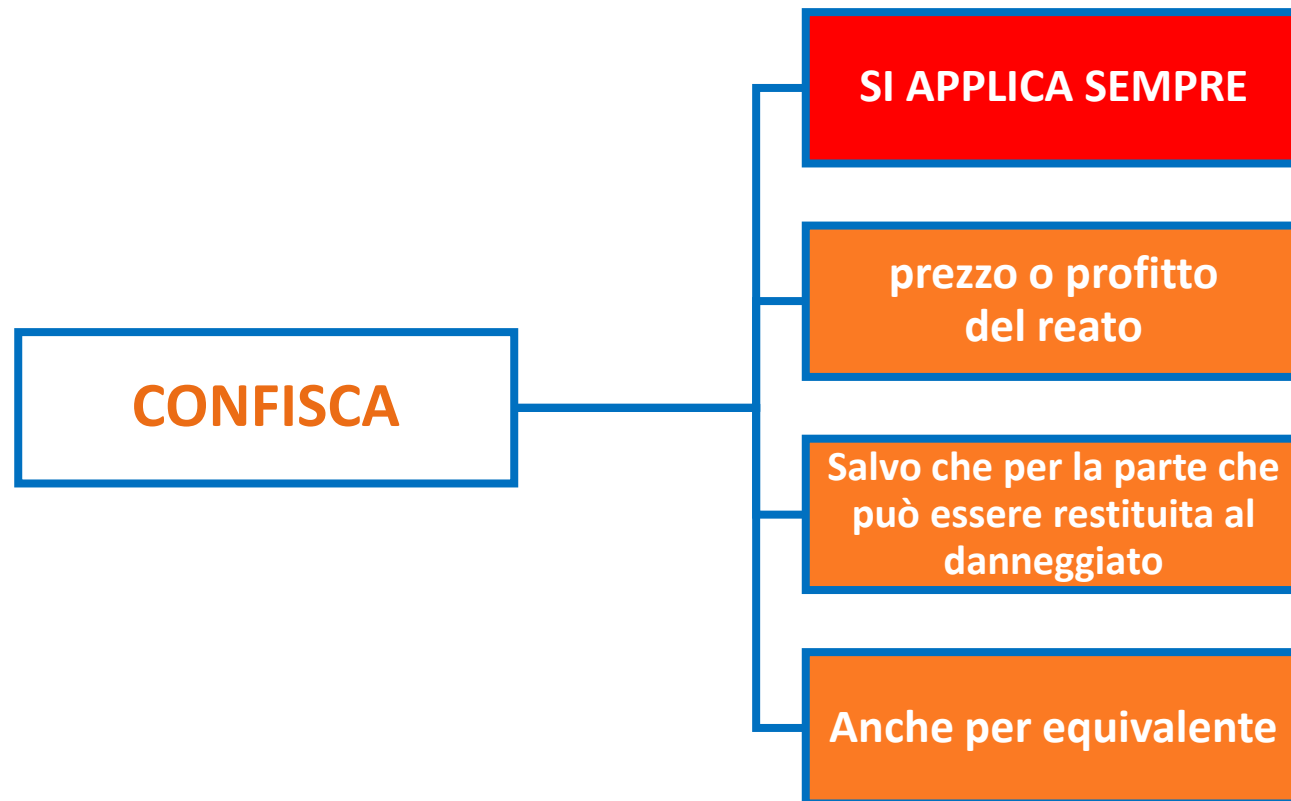 SI APPLICA SEMPRE
prezzo o profitto
del reato
CONFISCA
Salvo che per la parte che
può essere restituita al
danneggiato
Anche per equivalente